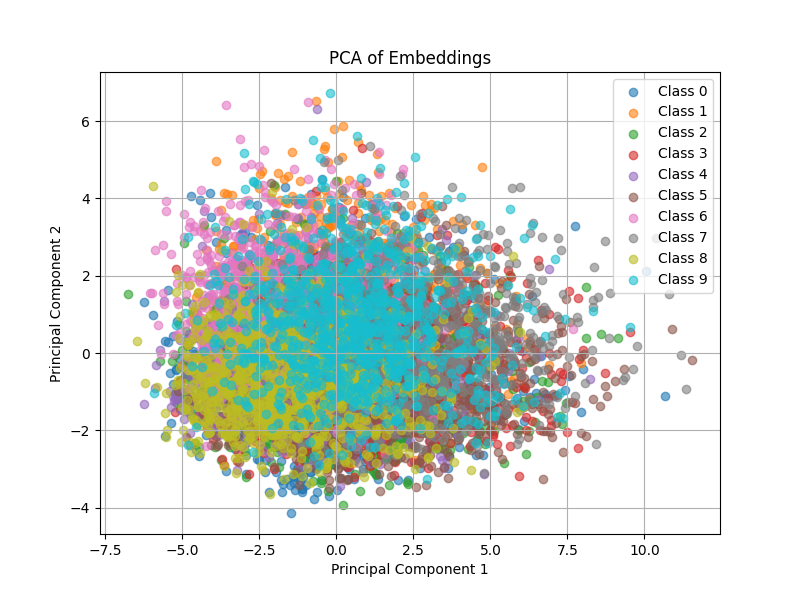 PCA of Embeddings
Class 0
Class 1
Class 2
Class 3
Class 4
Class 5
Class 6
Class 7
Class 8
Class 9
Principal Component 2
6
4
2
0
−2
−4
−7.5 −5.0 −2.5 0.0 2.5 5.0 7.5 10.0
Principal Component 1